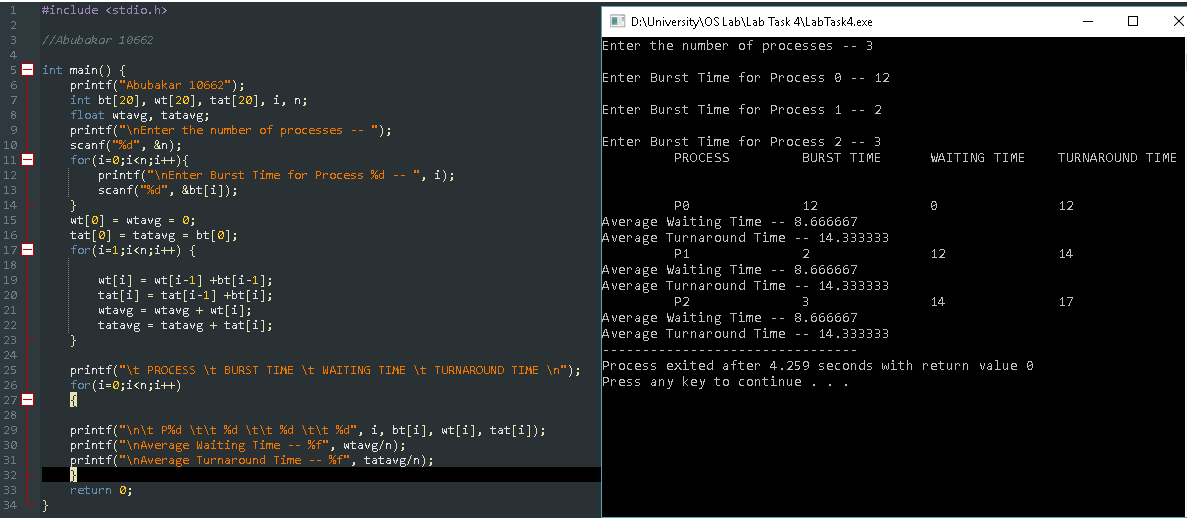 1 #include <stdio.h>
2
3 //Abubakar 10662
4
5 int main() {
6 printf("Abubakar 10662");
7 int bt[20], wt[20], tat[20], i, n;
8 float wtavg, tatavg;
9 printf("\nEnter the number of processes -- ");
10 scanf("%d", &n);
11 for(i=0;i<n;i++){
12 printf("\nEnter Burst Time for Process %d -- ", i);
13 scanf("%d", &bt[i]);
14 }
15 wt[0] = wtavg = 0;
16 tat[0] = tatavg = bt[0];
17 for(i=1;i<n;i++) {
18
19 wt[i] = wt[i-1] +bt[i-1];
20 tat[i] = tat[i-1] +bt[i];
21 wtavg = wtavg + wt[i];
22 tatavg = tatavg + tat[i];
23 }
24
25 printf("\t PROCESS \t BURST TIME \t WAITING TIME \t TURNAROUND TIME \n");
26 for(i=0;i<n;i++)
27 {
28
29 printf("\n\t P%d \t\t %d \t\t %d \t\t %d", i, bt[i], wt[i], tat[i]);
30 printf("\nAverage Waiting Time -- %f", wtavg/n);
31 printf("\nAverage Turnaround Time -- %f", tatavg/n);
32 }
33 return 0;
34 }
D:\University\OS Lab\Lab Task 4\LabTask4.exe
Enter the number of processes -- 3
Enter Burst Time for Process 0 -- 12
Enter Burst Time for Process 1 -- 2
Enter Burst Time for Process 2 -- 3
PROCESS BURST TIME WAITING TIME TURNAROUND TIME
P0 12 0 12
Average Waiting Time -- 8.666667
Average Turnaround Time -- 14.333333
P1 2 12 14
Average Waiting Time -- 8.666667
Average Turnaround Time -- 14.333333
P2 3 14 17
Average Waiting Time -- 8.666667
Average Turnaround Time -- 14.333333
--------------------------------
Process exited after 4.259 seconds with return value 0
Press any key to continue . . .